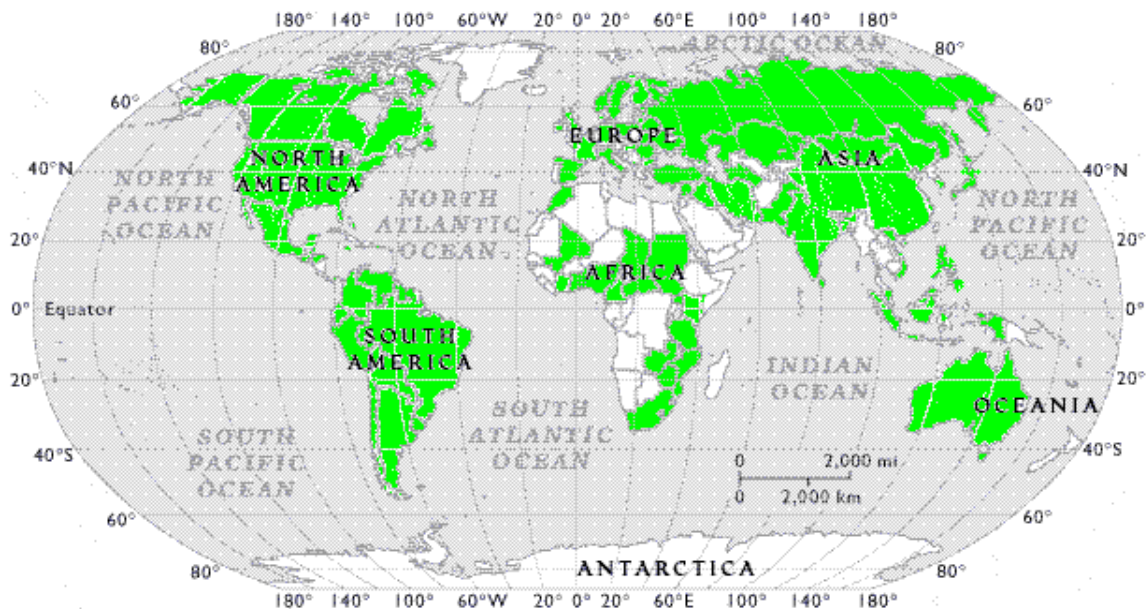 180° 140° 100° 60°W 20° 0° 20° 60°E 100° 140° 180°
80° ARCTIC OCEAN 80°
60° 60°
EUROPE
NORTH AMERICA
ASIA
40°N 40°N
NORTH PACIFIC OCEAN
NORTH ATLANTIC OCEAN
NORTH PACIFIC OCEAN
20° 20°
AFRICA
0° Equator 0°
SOUTH AMERICA
INDIAN OCEAN
20° 20°
OCEANIA
SOUTH PACIFIC OCEAN
SOUTH ATLANTIC OCEAN
40°S 40°S
0 2,000 mi
0 2,000 km
60° 60°
ANTARCTICA
80° 80°
180° 140° 100° 60°W 20° 0° 20° 60°E 100° 140° 180°